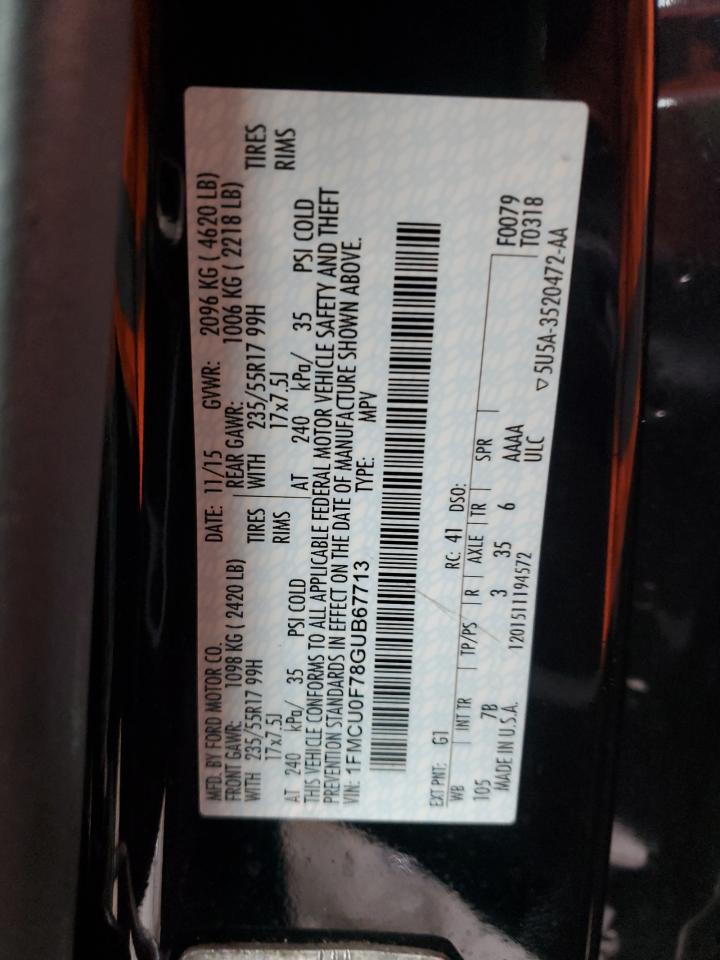 MFD. BY FORD MOTOR CO. DATE: 11/15 GVWR: 2096 KG ( 4620 LB)
FRONT GAWR: 1098 KG ( 2420 LB) REAR GAWR: 1006 KG ( 2218 LB)
WITH 235/55R17 99H TIRES WITH 235/55R17 99H TIRES
17x7.5J RIMS 17x7.5J RIMS
AT 240 kPa/ 35 PSI COLD AT 240 kPa/ 35 PSI COLD
THIS VEHICLE CONFORMS TO ALL APPLICABLE FEDERAL MOTOR VEHICLE SAFETY AND THEFT
PREVENTION STANDARDS IN EFFECT ON THE DATE OF MANUFACTURE SHOWN ABOVE.
VIN: 1FMCU0F78GUB67713 TYPE: MPV
EXT PNT: G1 RC: 41 DSO: F0079
WB INT TR TP/PS R AXLE TR SPR T0318
105 7B 3 35 6 AAAA
MADE IN U.S.A. 1201511194572 ULC ▽5U5A-3520472-AA